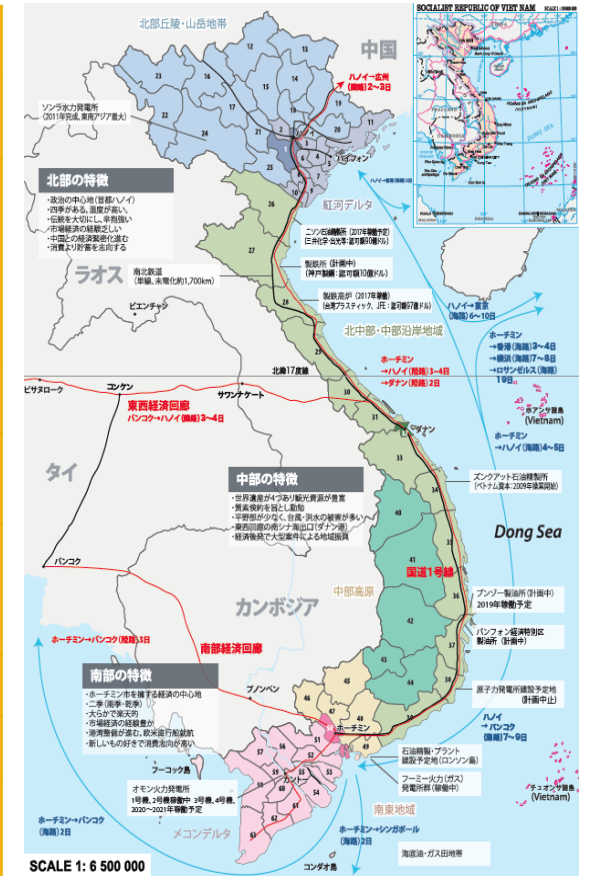 SOCIALIST REPUBLIC OF VIET NAM
北部丘陵・山岳地帯
中国
ハノイー広州
(陸路)2～3日
ソンラ水力発電所
(2011年完成、東南アジア最大)
ハノイ
ハイフォン
北部の特徴
・政治の中心地(首都ハノイ)
・四季がある。湿度が高い。
・伝統を大切にし、辛抱強い
・市場経済の経験乏しい
・中国との経済緊密化進む
・消費より貯蓄を志向する
紅河デルタ
ニソン石油精製所(2017年稼働予定)
(三井化学・出光等:認可額90億ドル)
製鉄所(計画中)
(神戸製鋼:認可額10億ドル)
南北鉄道
(単線、未電化約1,700km)
製鉄高炉(2017年稼働)
(台湾プラスティック、JFE:認可額97億ドル)
ラオス
ビエンチャン
ハノイ→東京
(海路)6～10日
北中部・中部沿岸地域
ホーチミン
→香港(海路)3～4日
→横浜(海路)7～8日
→ロサンゼルス(海路)
19日
ホーチミン
→ハノイ(陸路)3～4日
→ダナン(陸路)2日
北緯17度線
ピサヌローク
コンケン
サワンナケート
東西経済回廊
バンコク→ハノイ(陸路)3～4日
ホアンサ諸島
(Vietnam)
ダナン
ホーチミン
→ハノイ(海路)4～5日
タイ
中部の特徴
・世界遺産が4つあり観光資源が豊富
・質素倹約を旨とし勤勉
・平野部が少なく、台風・洪水の被害が多い
・東西回廊の南シナ海出口(ダナン港)
・経済後発で大型案件による地域振興
ズンクアット石油精製所
(ベトナム資本:2009年操業開始)
Dong Sea
バンコク
国道1号線
中部高原
ブンゾー製油所(計画中)
2019年稼働予定
カンボジア
バンフォン経済特別区
製油所(計画中)
ホーチミン→バンコク(陸路)3日
南部経済回廊
南部の特徴
・ホーチミン市を擁する経済の中心地
・二季(雨季・乾季)
・大らかで楽天的
・市場経済の経験豊か
・港湾整備が進む、欧米直行船就航
・新しいもの好きで消費志向が高い
プノンペン
原子力発電所建設予定地
(計画中止)
ハノイ
→バンコク
(海路)7～9日
ホーチミン
石油精製・プラント
建設予定地(ロンソン島)
フーミー火力(ガス)
発電所群(稼働中)
フーコック島
カントー
オモン火力発電所
1号機、2号機稼働中 3号機、4号機、
2020～2021年稼働予定
チュオンサ諸島
(Vietnam)
ホーチミン→バンコク
(海路)2日
メコンデルタ
南東地域
ホーチミン→シンガポール
(海路)2日
海底油・ガス田地帯
コンダオ島
SCALE 1: 6 500 000